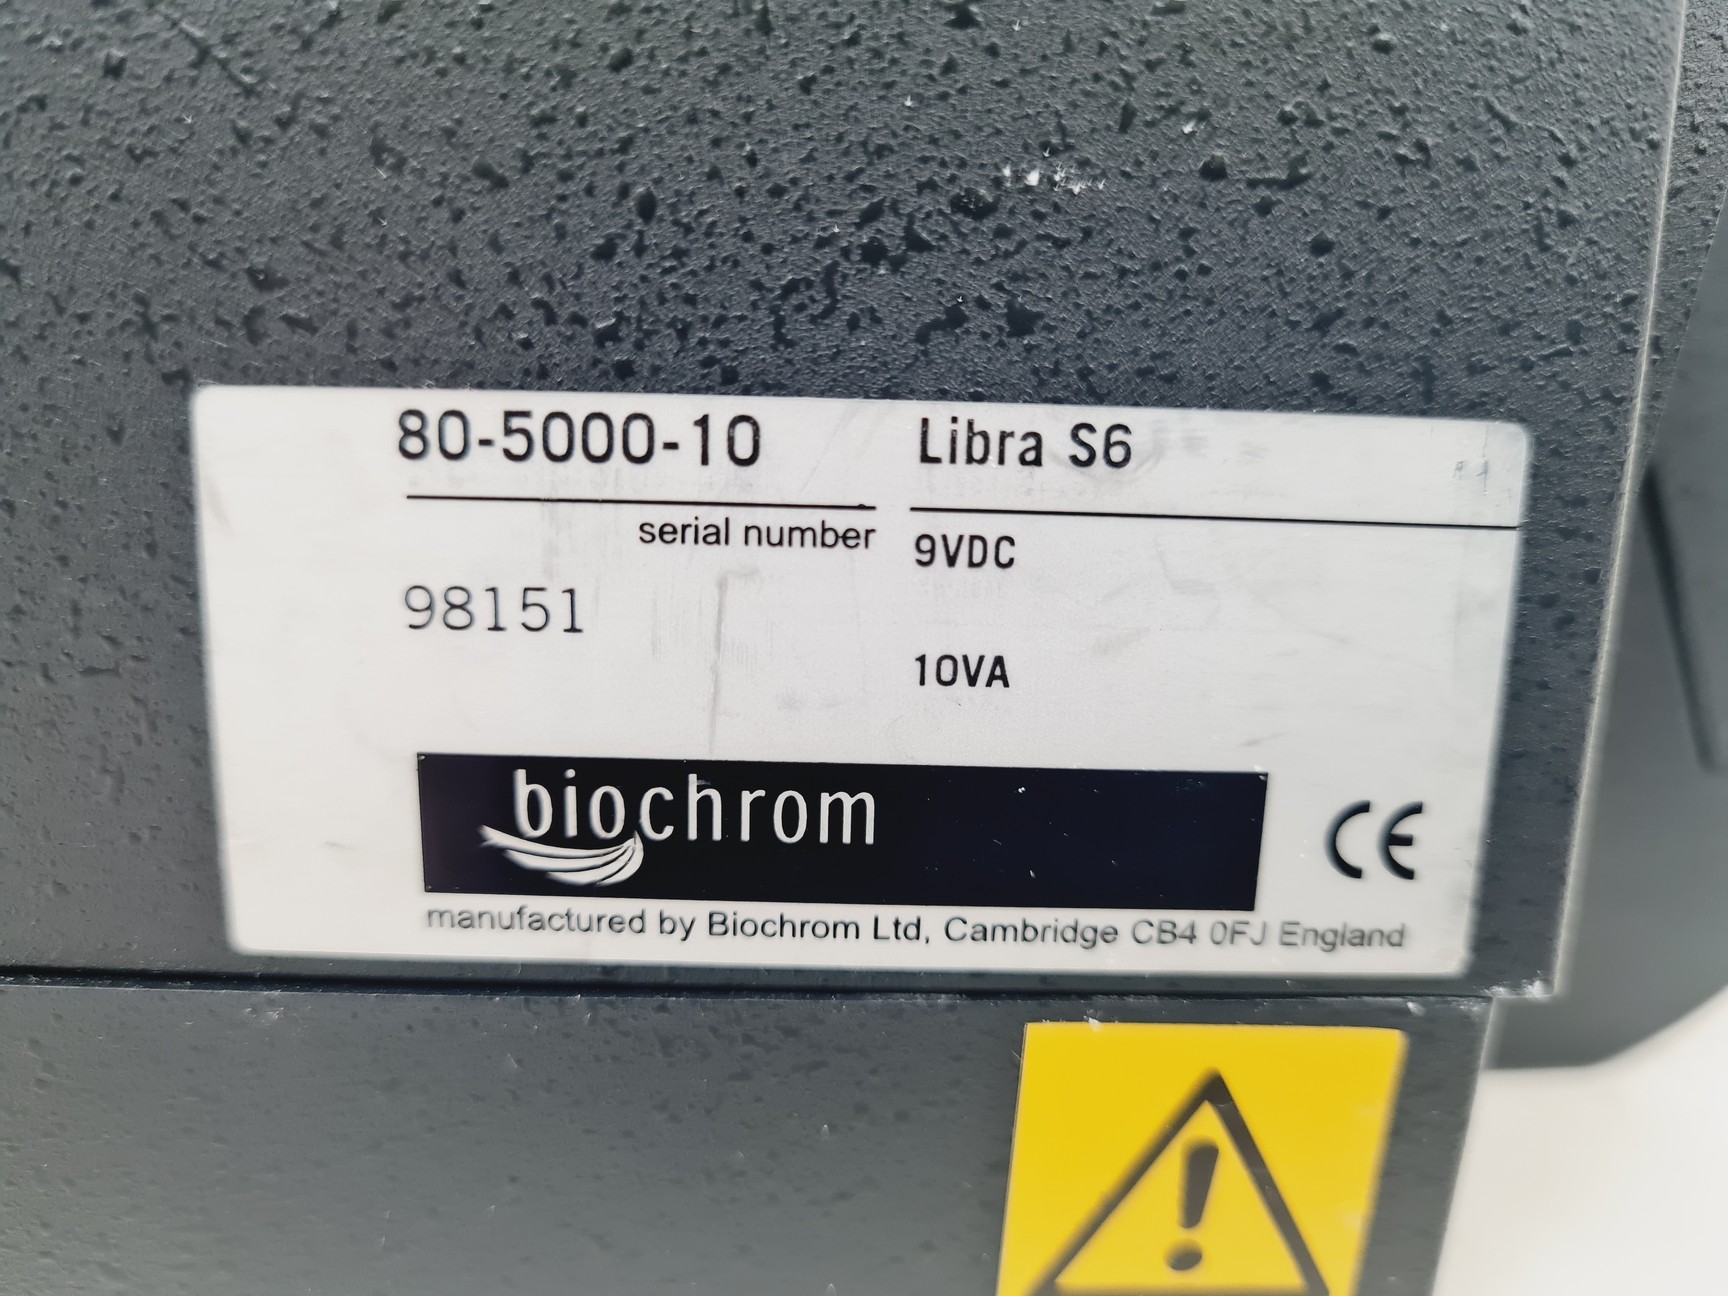 80-5000-10 Libra S6
serial number 9VDC
98151
10VA
biochrom
CE
manufactured by Biochrom Ltd, Cambridge CB4 0FJ England
!